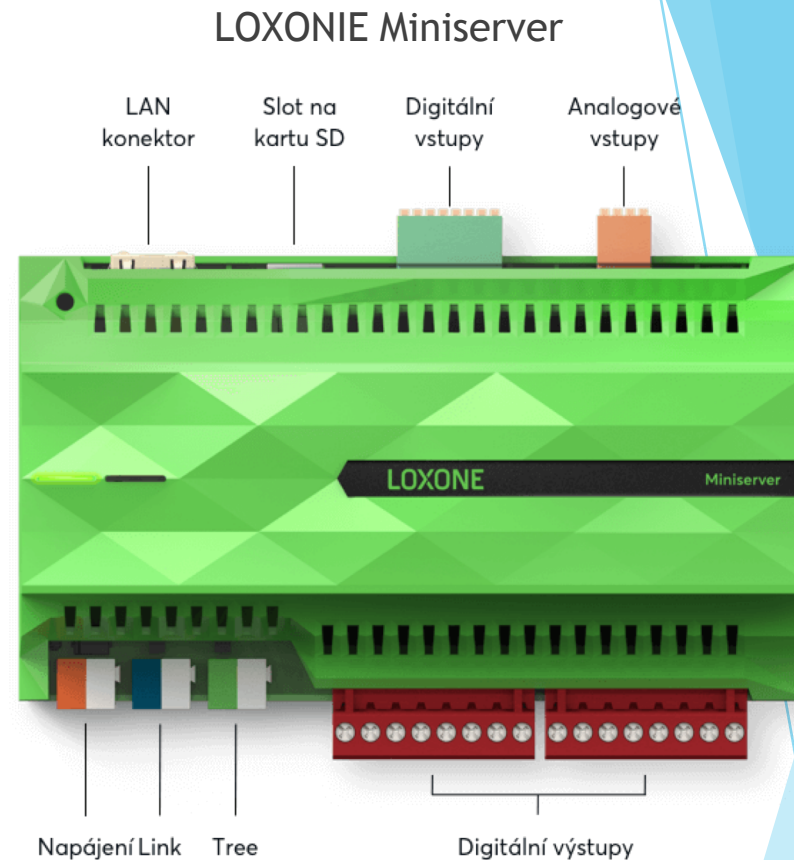 LOXONIE Miniserver
LAN
konektor
Slot na
kartu SD
Digitální
vstupy
Analogové
vstupy
LOXONE
Miniserver
Napájení
Link
Tree
Digitální výstupy